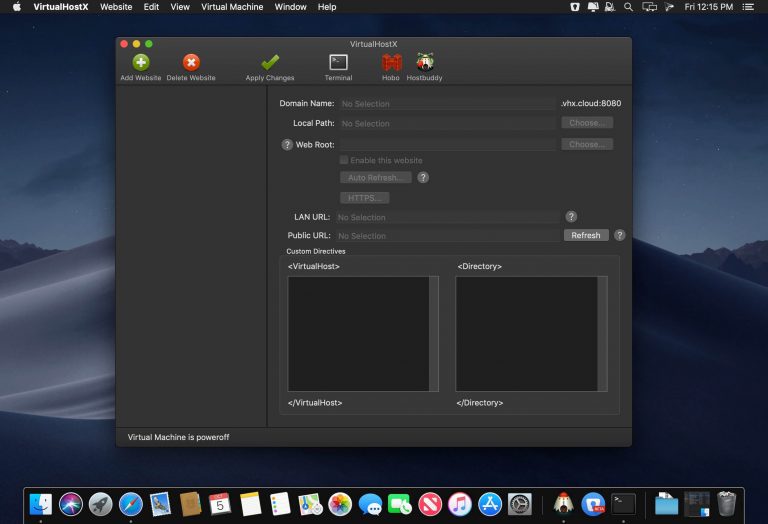 VirtualHostX Website Edit View Virtual Machine Window Help Fri 12:15 PM
VirtualHostX
Add Website Delete Website Apply Changes Terminal Hobo Hostbuddy
Domain Name: No Selection .vhx.cloud:8080
Local Path: No Selection Choose...
? Web Root: Choose...
Enable this website
Auto Refresh... ?
HTTPS...
LAN URL: No Selection ?
Public URL: No Selection Refresh ?
Custom Directives
<VirtualHost> <Directory>
</VirtualHost> </Directory>
Virtual Machine is poweroff
5
BETA